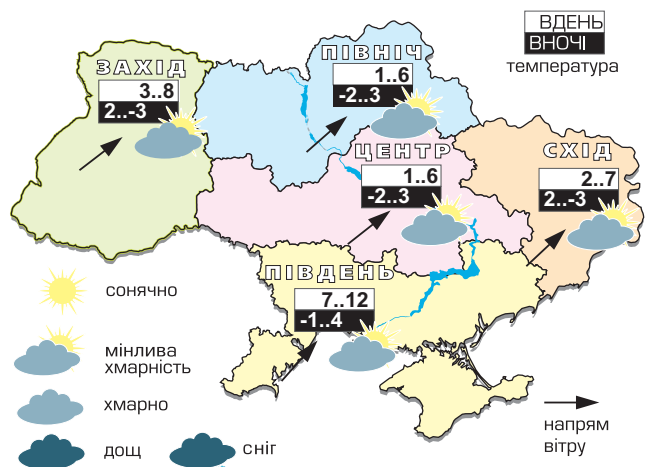 ВДЕНЬ
ВНОЧІ
температура
ЗАХІД
3..8
2..-3
ПІВНІЧ
1..6
-2..3
ЦЕНТР
1..6
-2..3
СХІД
2..7
2..-3
ПІВДЕНЬ
7..12
-1..4
сонячно
мінлива
хмарність
хмарно
дощ
сніг
напрям
вітру